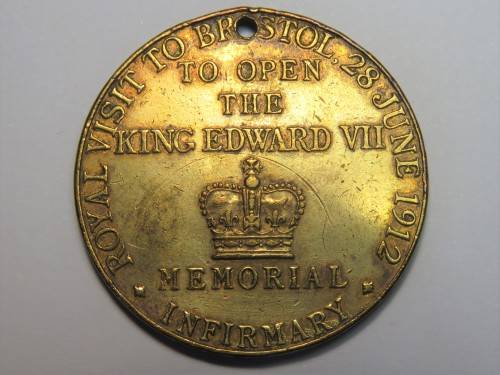 ROYAL VISIT TO BRISTOL, 28 JUNE 1912
TO OPEN
THE
KING EDWARD VII
MEMORIAL
INFIRMARY